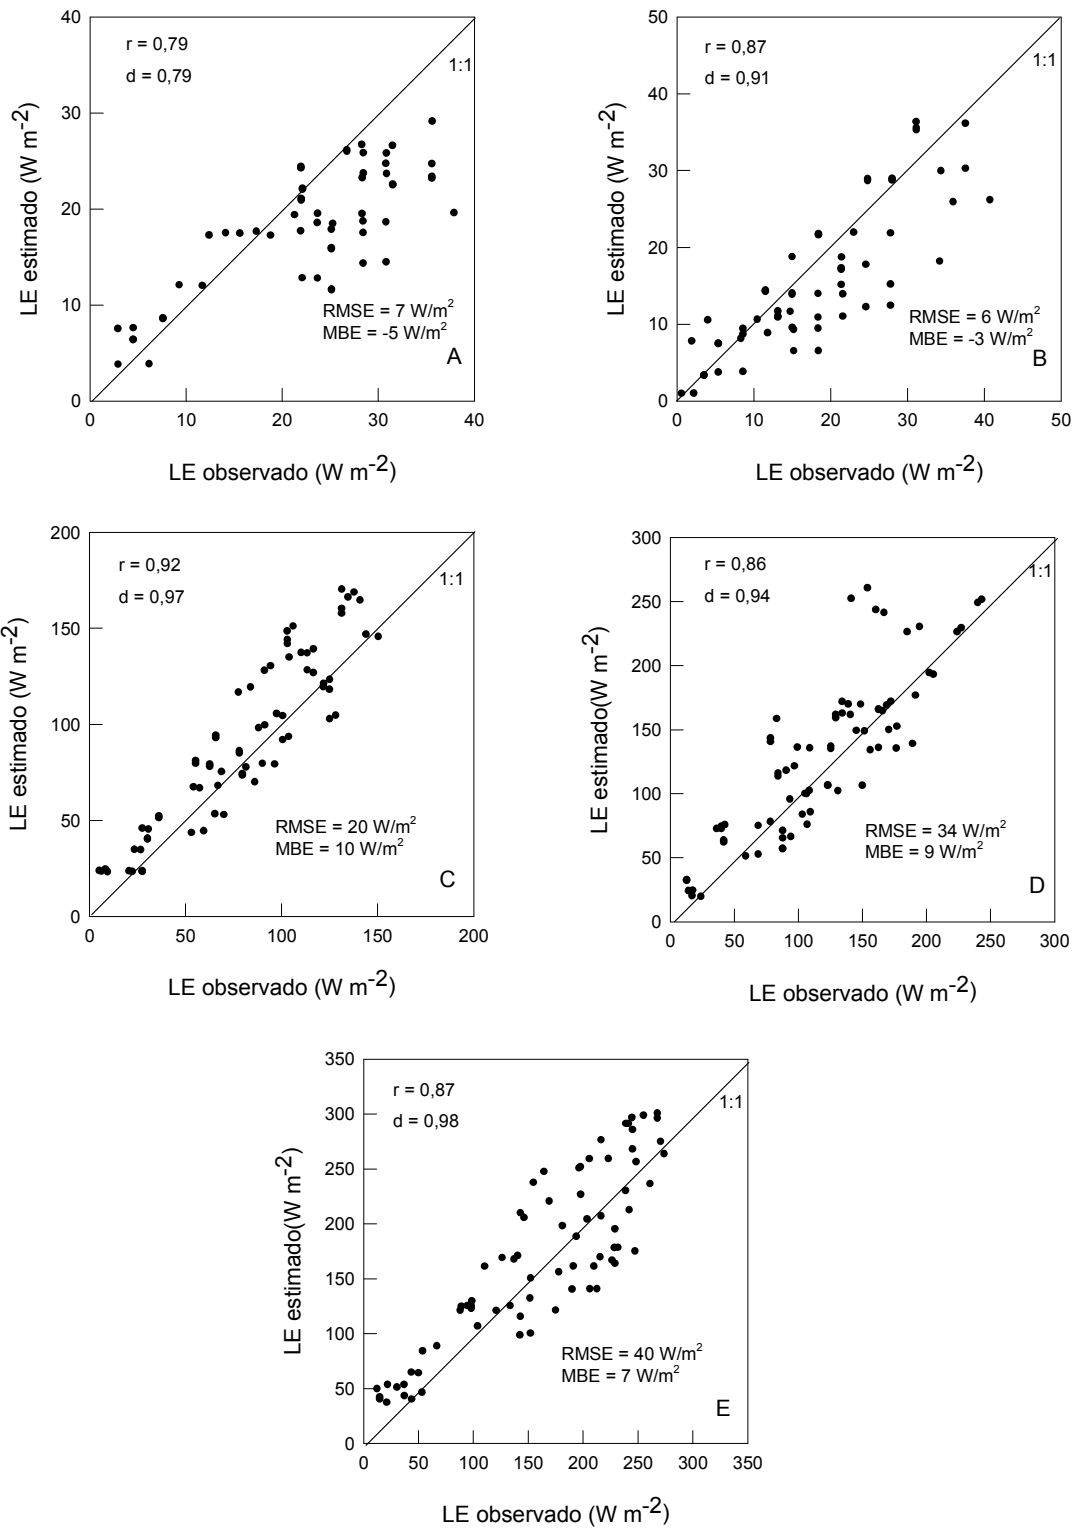 40
r = 0,79
1:1
d = 0,79
30
20
10
RMSE = 7 W/m²
MBE = -5 W/m²
A
0
0 10 20 30 40
LE estimado (W m-2)
LE observado (W m-2)
50
r = 0,87
1:1
d = 0,91
40
30
20
10
RMSE = 6 W/m²
MBE = -3 W/m²
B
0
0 10 20 30 40 50
LE estimado (W m-2)
LE observado (W m-2)
200
r = 0,92
1:1
d = 0,97
150
100
50
RMSE = 20 W/m²
MBE = 10 W/m²
C
0
0 50 100 150 200
LE estimado (W m-2)
LE observado (W m-2)
300
r = 0,86
1:1
d = 0,94
250
200
150
100
50
RMSE = 34 W/m²
MBE = 9 W/m²
D
0
0 50 100 150 200 250 300
LE estimado(W m-2)
LE observado (W m-2)
350
r = 0,87
1:1
d = 0,98
300
250
200
150
100
50
RMSE = 40 W/m²
MBE = 7 W/m²
E
0
0 50 100 150 200 250 300 350
LE estimado(W m-2)
LE observado (W m-2)